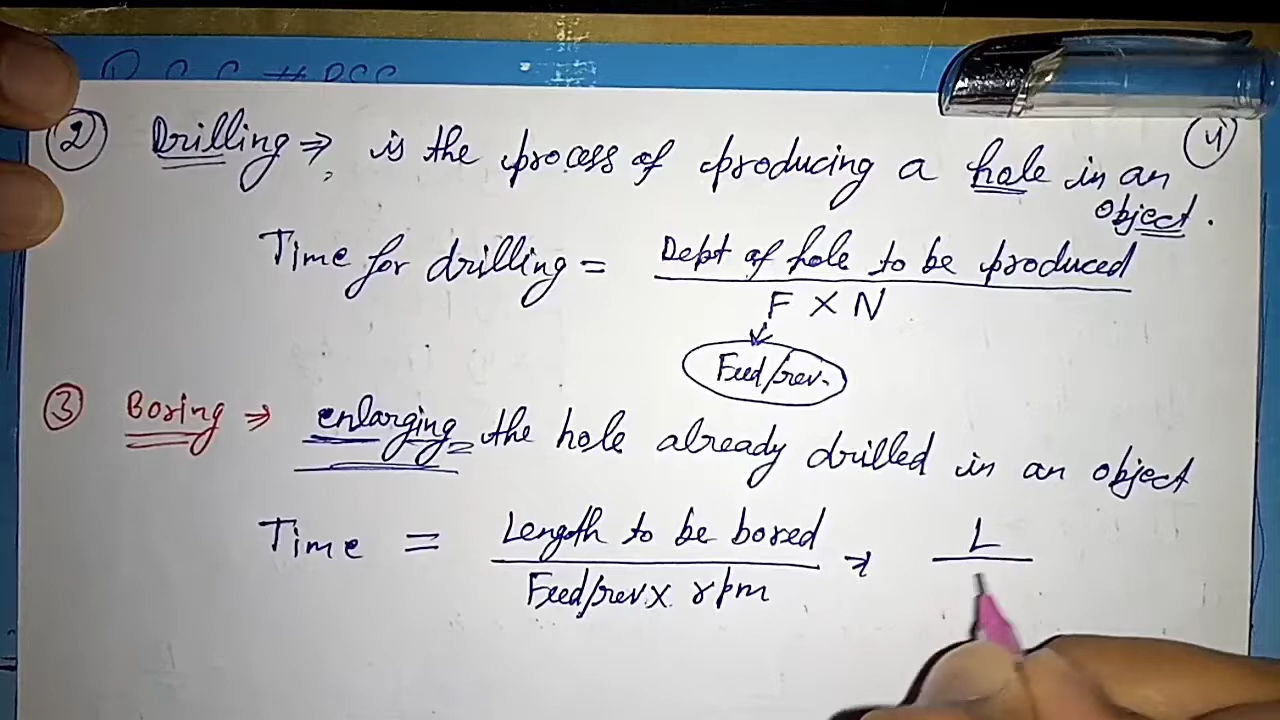 ② Drilling ⇒ is the process of producing a hole in an object.
4
Time for drilling = Dept of hole to be produced
F × N
Feed/rev.
③ Boring ⇒ enlarging the hole already drilled in an object
Time = Length to be bored
Feed/rev × rpm
L